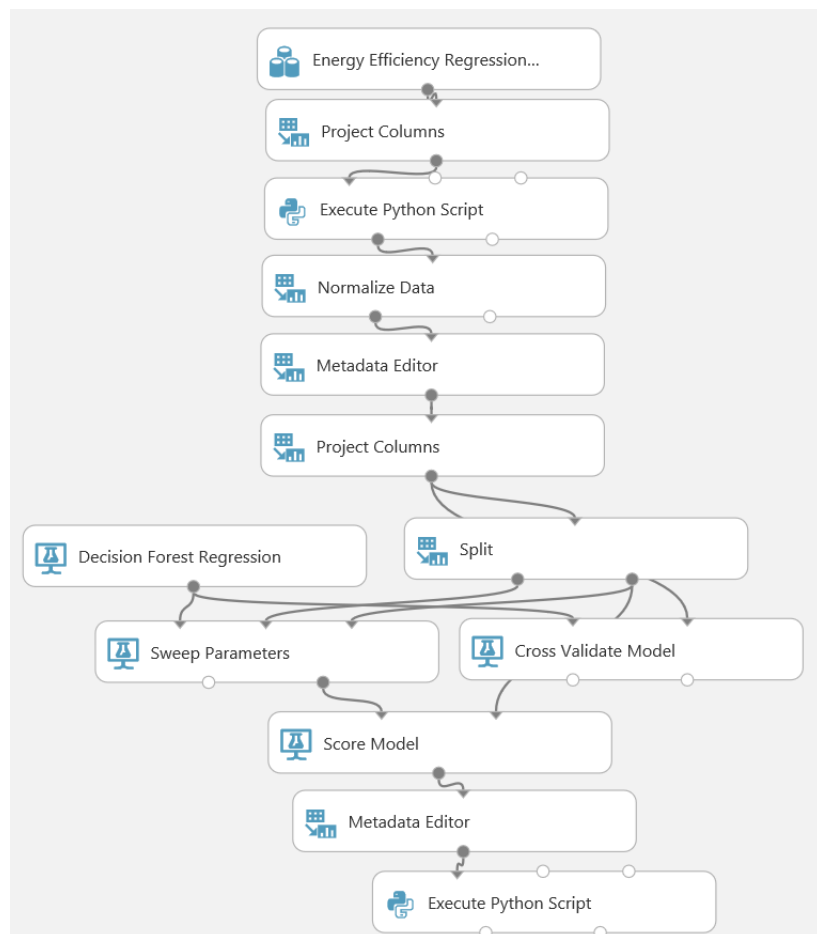 Energy Efficiency Regression...
Project Columns
Execute Python Script
Normalize Data
Metadata Editor
Project Columns
Split
Decision Forest Regression
Sweep Parameters
Cross Validate Model
Score Model
Metadata Editor
Execute Python Script